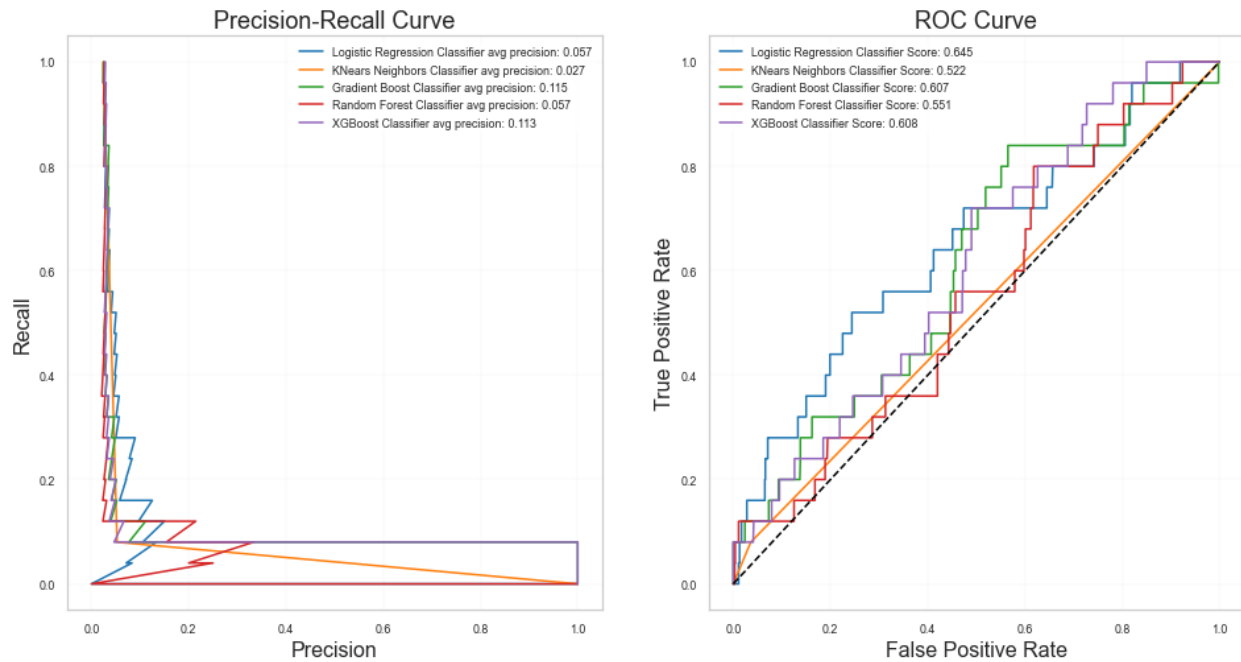 Precision-Recall Curve
Logistic Regression Classifier avg precision: 0.057
KNears Neighbors Classifier avg precision: 0.027
Gradient Boost Classifier avg precision: 0.115
Random Forest Classifier avg precision: 0.057
XGBoost Classifier avg precision: 0.113
1.0
0.8
0.6
0.4
0.2
0.0
Recall
0.0 0.2 0.4 0.6 0.8 1.0
Precision
ROC Curve
Logistic Regression Classifier Score: 0.645
KNears Neighbors Classifier Score: 0.522
Gradient Boost Classifier Score: 0.607
Random Forest Classifier Score: 0.551
XGBoost Classifier Score: 0.608
1.0
0.8
0.6
0.4
0.2
0.0
True Positive Rate
0.0 0.2 0.4 0.6 0.8 1.0
False Positive Rate